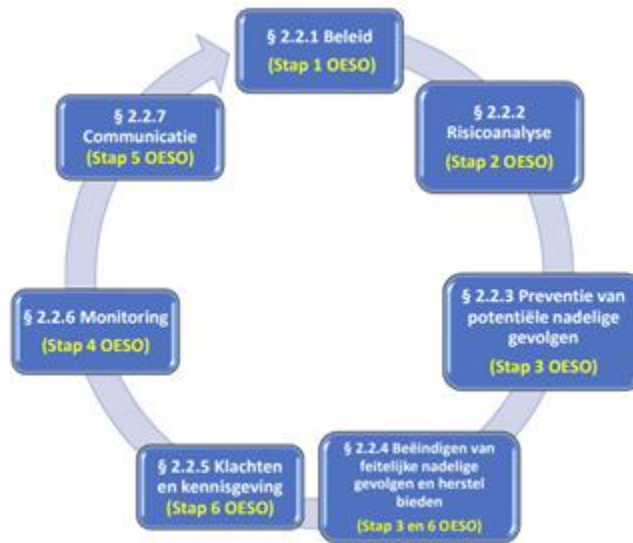 § 2.2.1 Beleid
(Stap 1 OESO)
§ 2.2.2
Risicoanalyse
(Stap 2 OESO)
§ 2.2.3 Preventie van
potentiële nadelige
gevolgen
(Stap 3 OESO)
§ 2.2.4 Beëindigen van
feitelijke nadelige
gevolgen en herstel
bieden
(Stap 3 en 6 OESO)
§ 2.2.5 Klachten
en kennisgeving
(Stap 6 OESO)
§ 2.2.6 Monitoring
(Stap 4 OESO)
§ 2.2.7
Communicatie
(Stap 5 OESO)